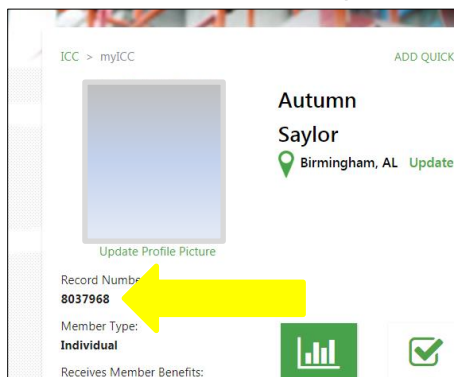 ICC > myICC
ADD QUICK
Autumn
Saylor
Birmingham, AL Update
Update Profile Picture
Record Numbe
8037968
Member Type:
Individual
Receives Member Benefits: